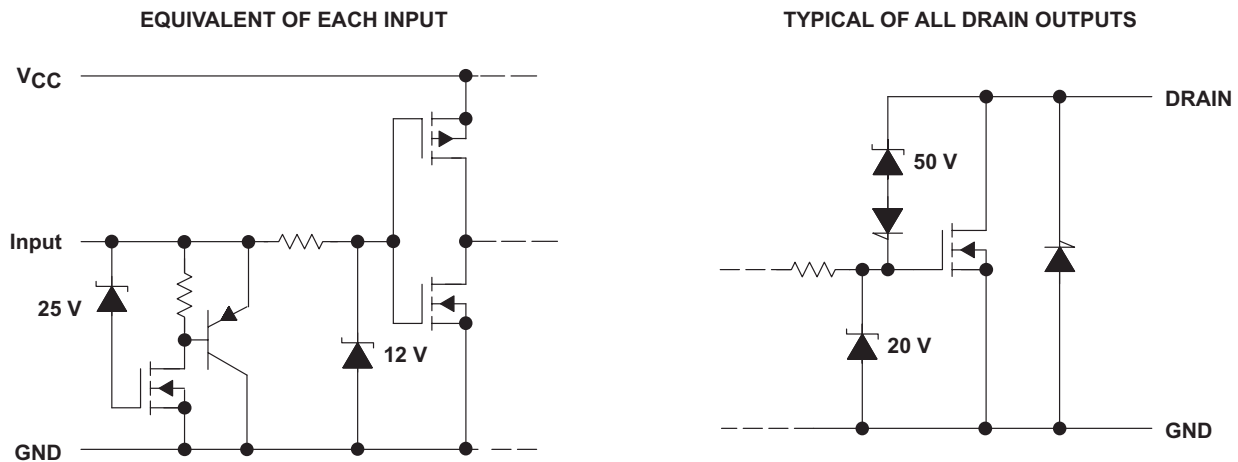 EQUIVALENT OF EACH INPUT
VCC
Input
25 V
12 V
GND
TYPICAL OF ALL DRAIN OUTPUTS
DRAIN
50 V
20 V
GND